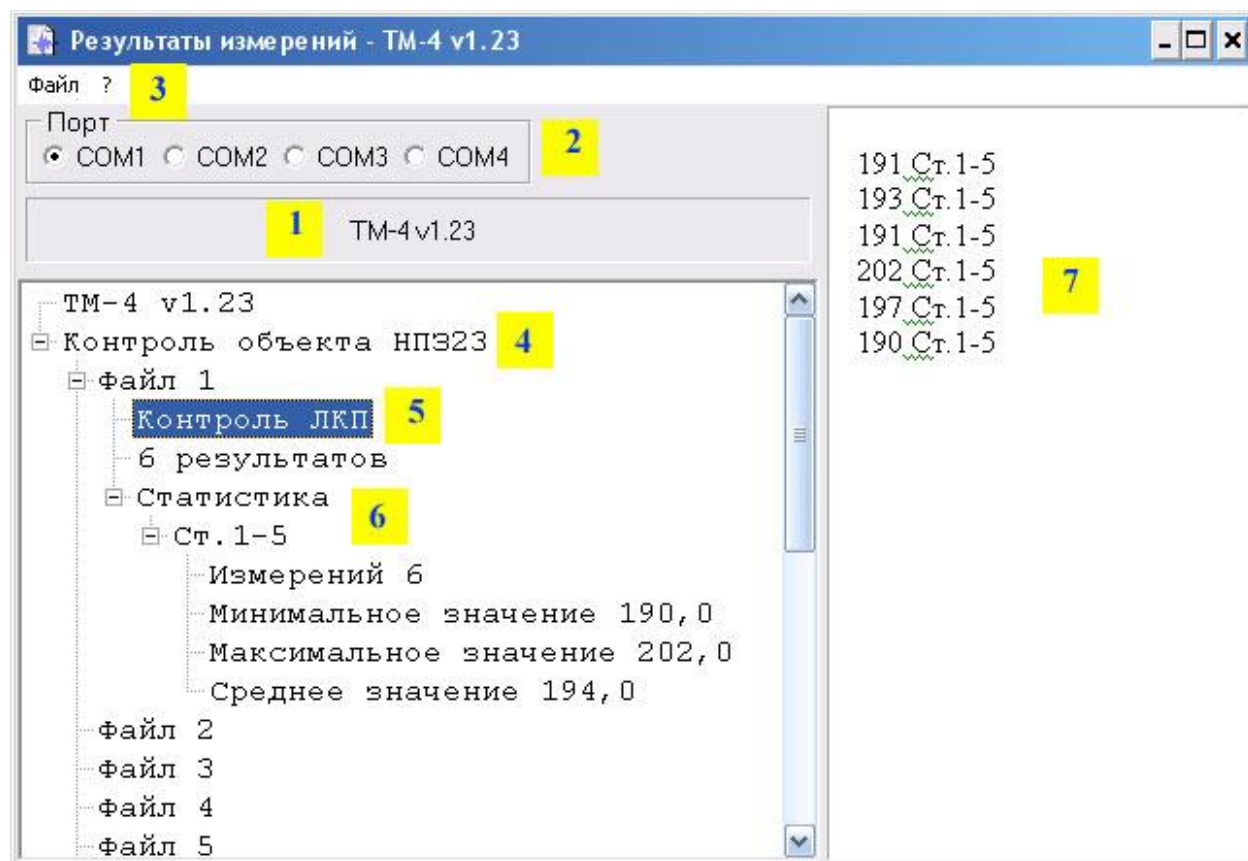 Результаты измерений - ТМ-4 v1.23
Файл ? 3
Порт
COM1 COM2 COM3 COM4 2
1 ТМ-4 v1.23
ТМ-4 v1.23
Контроль объекта НПЗ23 4
Файл 1
Контроль ЛКП 5
6 результатов
Статистика 6
Ст.1-5
Измерений 6
Минимальное значение 190,0
Максимальное значение 202,0
Среднее значение 194,0
Файл 2
Файл 3
Файл 4
Файл 5
191 Ст.1-5
193 Ст.1-5
191 Ст.1-5
202 Ст.1-5 7
197 Ст.1-5
190 Ст.1-5